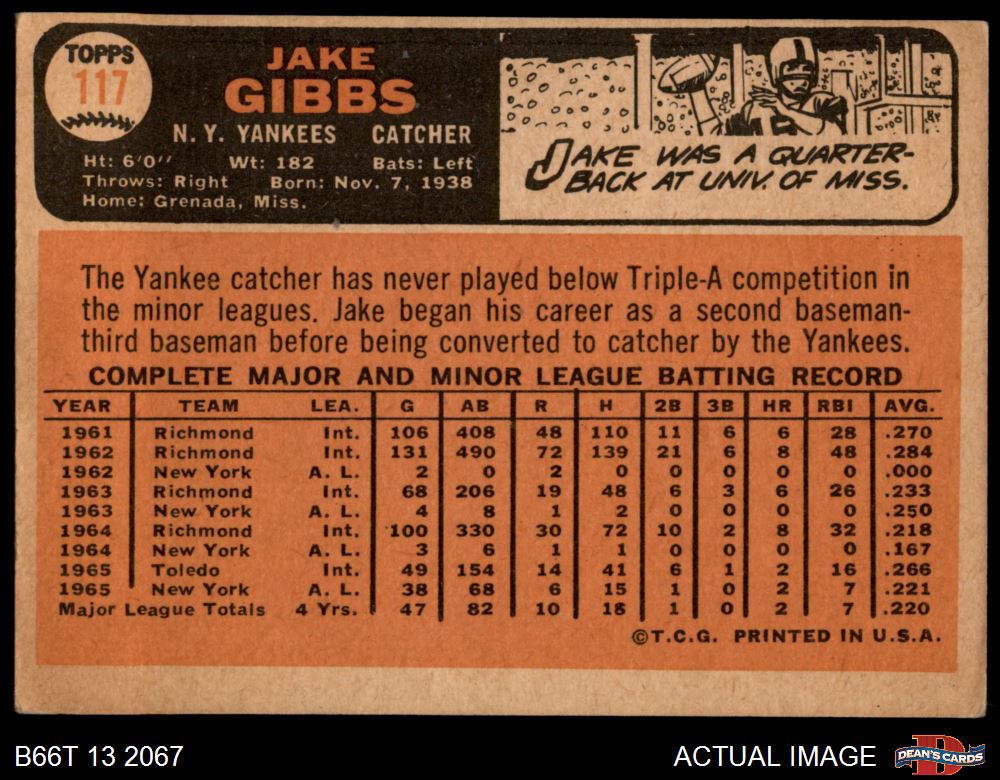 TOPPS
117
JAKE
GIBBS
N. Y. YANKEES CATCHER
Ht: 6'0" Wt: 182 Bats: Left
Throws: Right Born: Nov. 7, 1938
Home: Grenada, Miss.
JAKE WAS A QUARTER-
BACK AT UNIV. OF MISS.
The Yankee catcher has never played below Triple-A competition in
the minor leagues. Jake began his career as a second baseman-
third baseman before being converted to catcher by the Yankees.
COMPLETE MAJOR AND MINOR LEAGUE BATTING RECORD
YEAR TEAM LEA. G AB R H 2B 3B HR RBI AVG.
1961 Richmond Int. 106 408 48 110 11 6 6 28 .270
1962 Richmond Int. 131 490 72 139 21 6 8 48 .284
1962 New York A. L. 2 0 2 0 0 0 0 0 .000
1963 Richmond Int. 68 206 19 48 6 3 6 26 .233
1963 New York A. L. 4 8 1 2 0 0 0 0 .250
1964 Richmond Int. 100 330 30 72 10 2 8 32 .218
1964 New York A. L. 3 6 1 1 0 0 0 0 .167
1965 Toledo Int. 49 154 14 41 6 1 2 16 .266
1965 New York A. L. 38 68 6 15 1 0 2 7 .221
Major League Totals 4 Yrs. 47 82 10 18 1 0 2 7 .220
©T.C.G. PRINTED IN U.S.A.
B66T 13 2067
ACTUAL IMAGE
DEAN'S CARDS